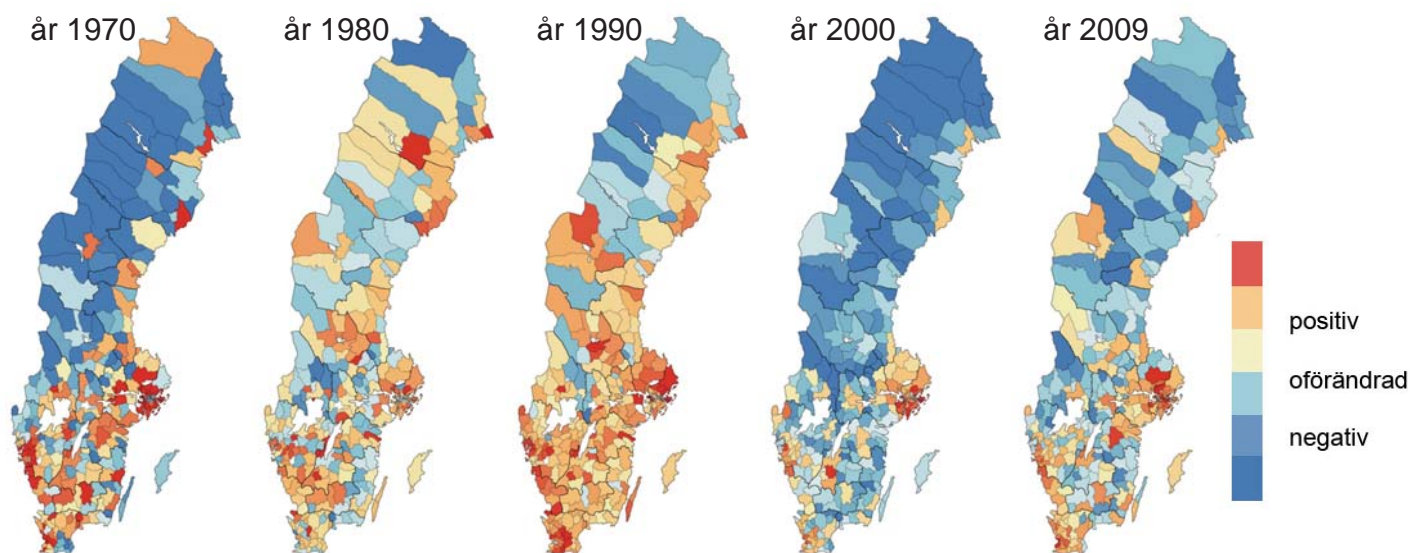 år 1970
år 1980
år 1990
år 2000
år 2009
positiv
oförändrad
negativ